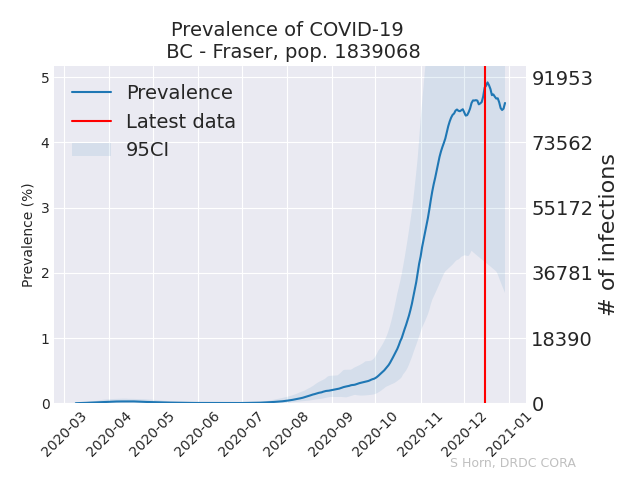 Prevalence of COVID-19
BC - Fraser, pop. 1839068
Prevalence
Latest data
95CI
Prevalence (%)
5
4
3
2
1
0
91953
73562
55172
36781
18390
0
# of infections
2020-03
2020-04
2020-05
2020-06
2020-07
2020-08
2020-09
2020-10
2020-11
2020-12
2021-01
S Horn, DRDC CORA